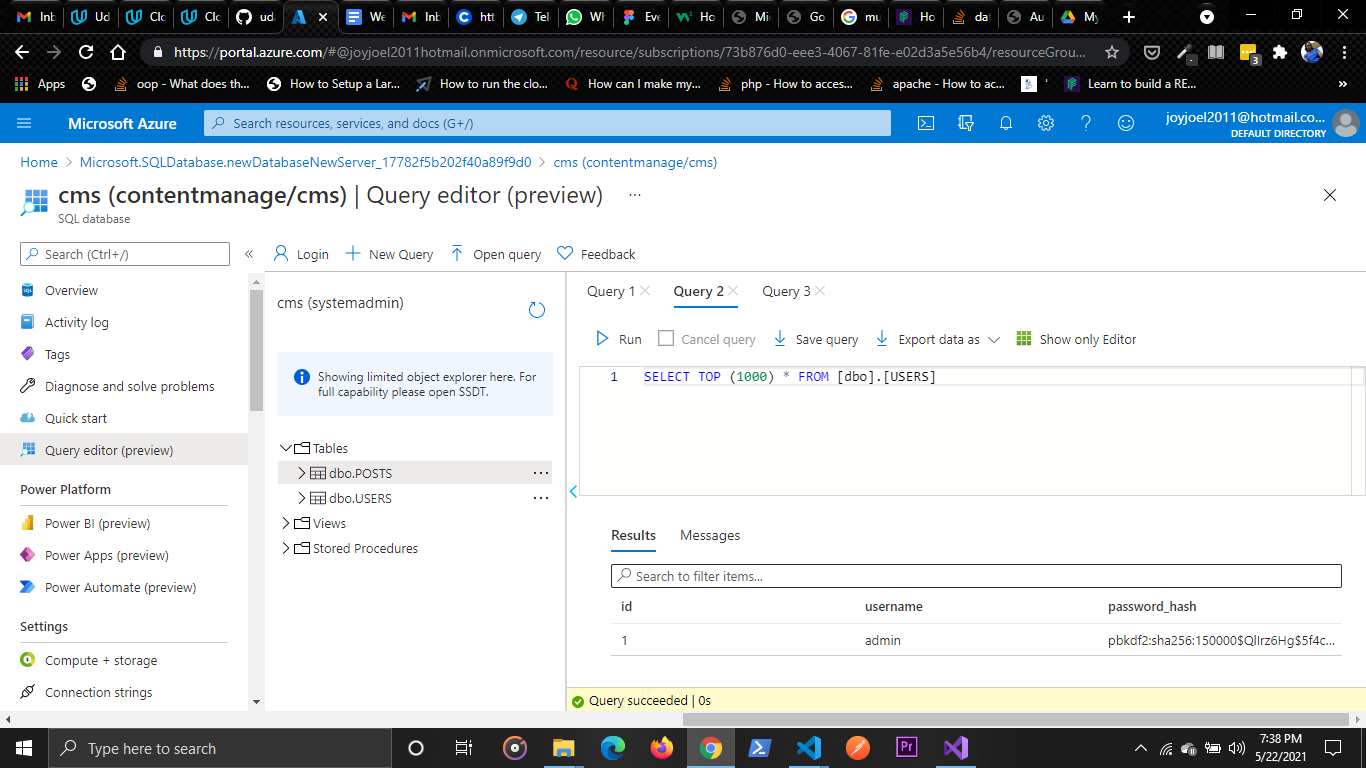 Inb Ud Clo Clo uda We Inb htt Tele Wh Eve Ho Mic Go mu Ho dat Au My
https://portal.azure.com/#@joyjoel2011hotmail.onmicrosoft.com/resource/subscriptions/73b876d0-eee3-4067-81fe-e02d3a5e56b4/resourceGrou...
Apps oop - What does th... How to Setup a Lar... How to run the clo... How can I make my... php - How to acces... apache - How to ac... ' Learn to build a RE... »
Microsoft Azure Search resources, services, and docs (G+/) joyjoel2011@hotmail.co...
DEFAULT DIRECTORY
Home > Microsoft.SQLDatabase.newDatabaseNewServer_17782f5b202f40a89f9d0 > cms (contentmanage/cms)
cms (contentmanage/cms) | Query editor (preview) ...
SQL database
Search (Ctrl+/) «
Login New Query Open query Feedback
Overview
Activity log
Tags
Diagnose and solve problems
Quick start
Query editor (preview)
Power Platform
Power BI (preview)
Power Apps (preview)
Power Automate (preview)
Settings
Compute + storage
Connection strings
cms (systemadmin)
Showing limited object explorer here. For
full capability please open SSDT.
Tables
dbo.POSTS ...
dbo.USERS ...
Views
Stored Procedures
Query 1 Query 2 Query 3
Run Cancel query Save query Export data as Show only Editor
1 SELECT TOP (1000) * FROM [dbo].[USERS]
Results Messages
Search to filter items...
id username password_hash
1 admin pbkdf2:sha256:150000$QlIrz6Hg$5f4c...
Query succeeded | 0s
Type here to search
7:38 PM
5/22/2021